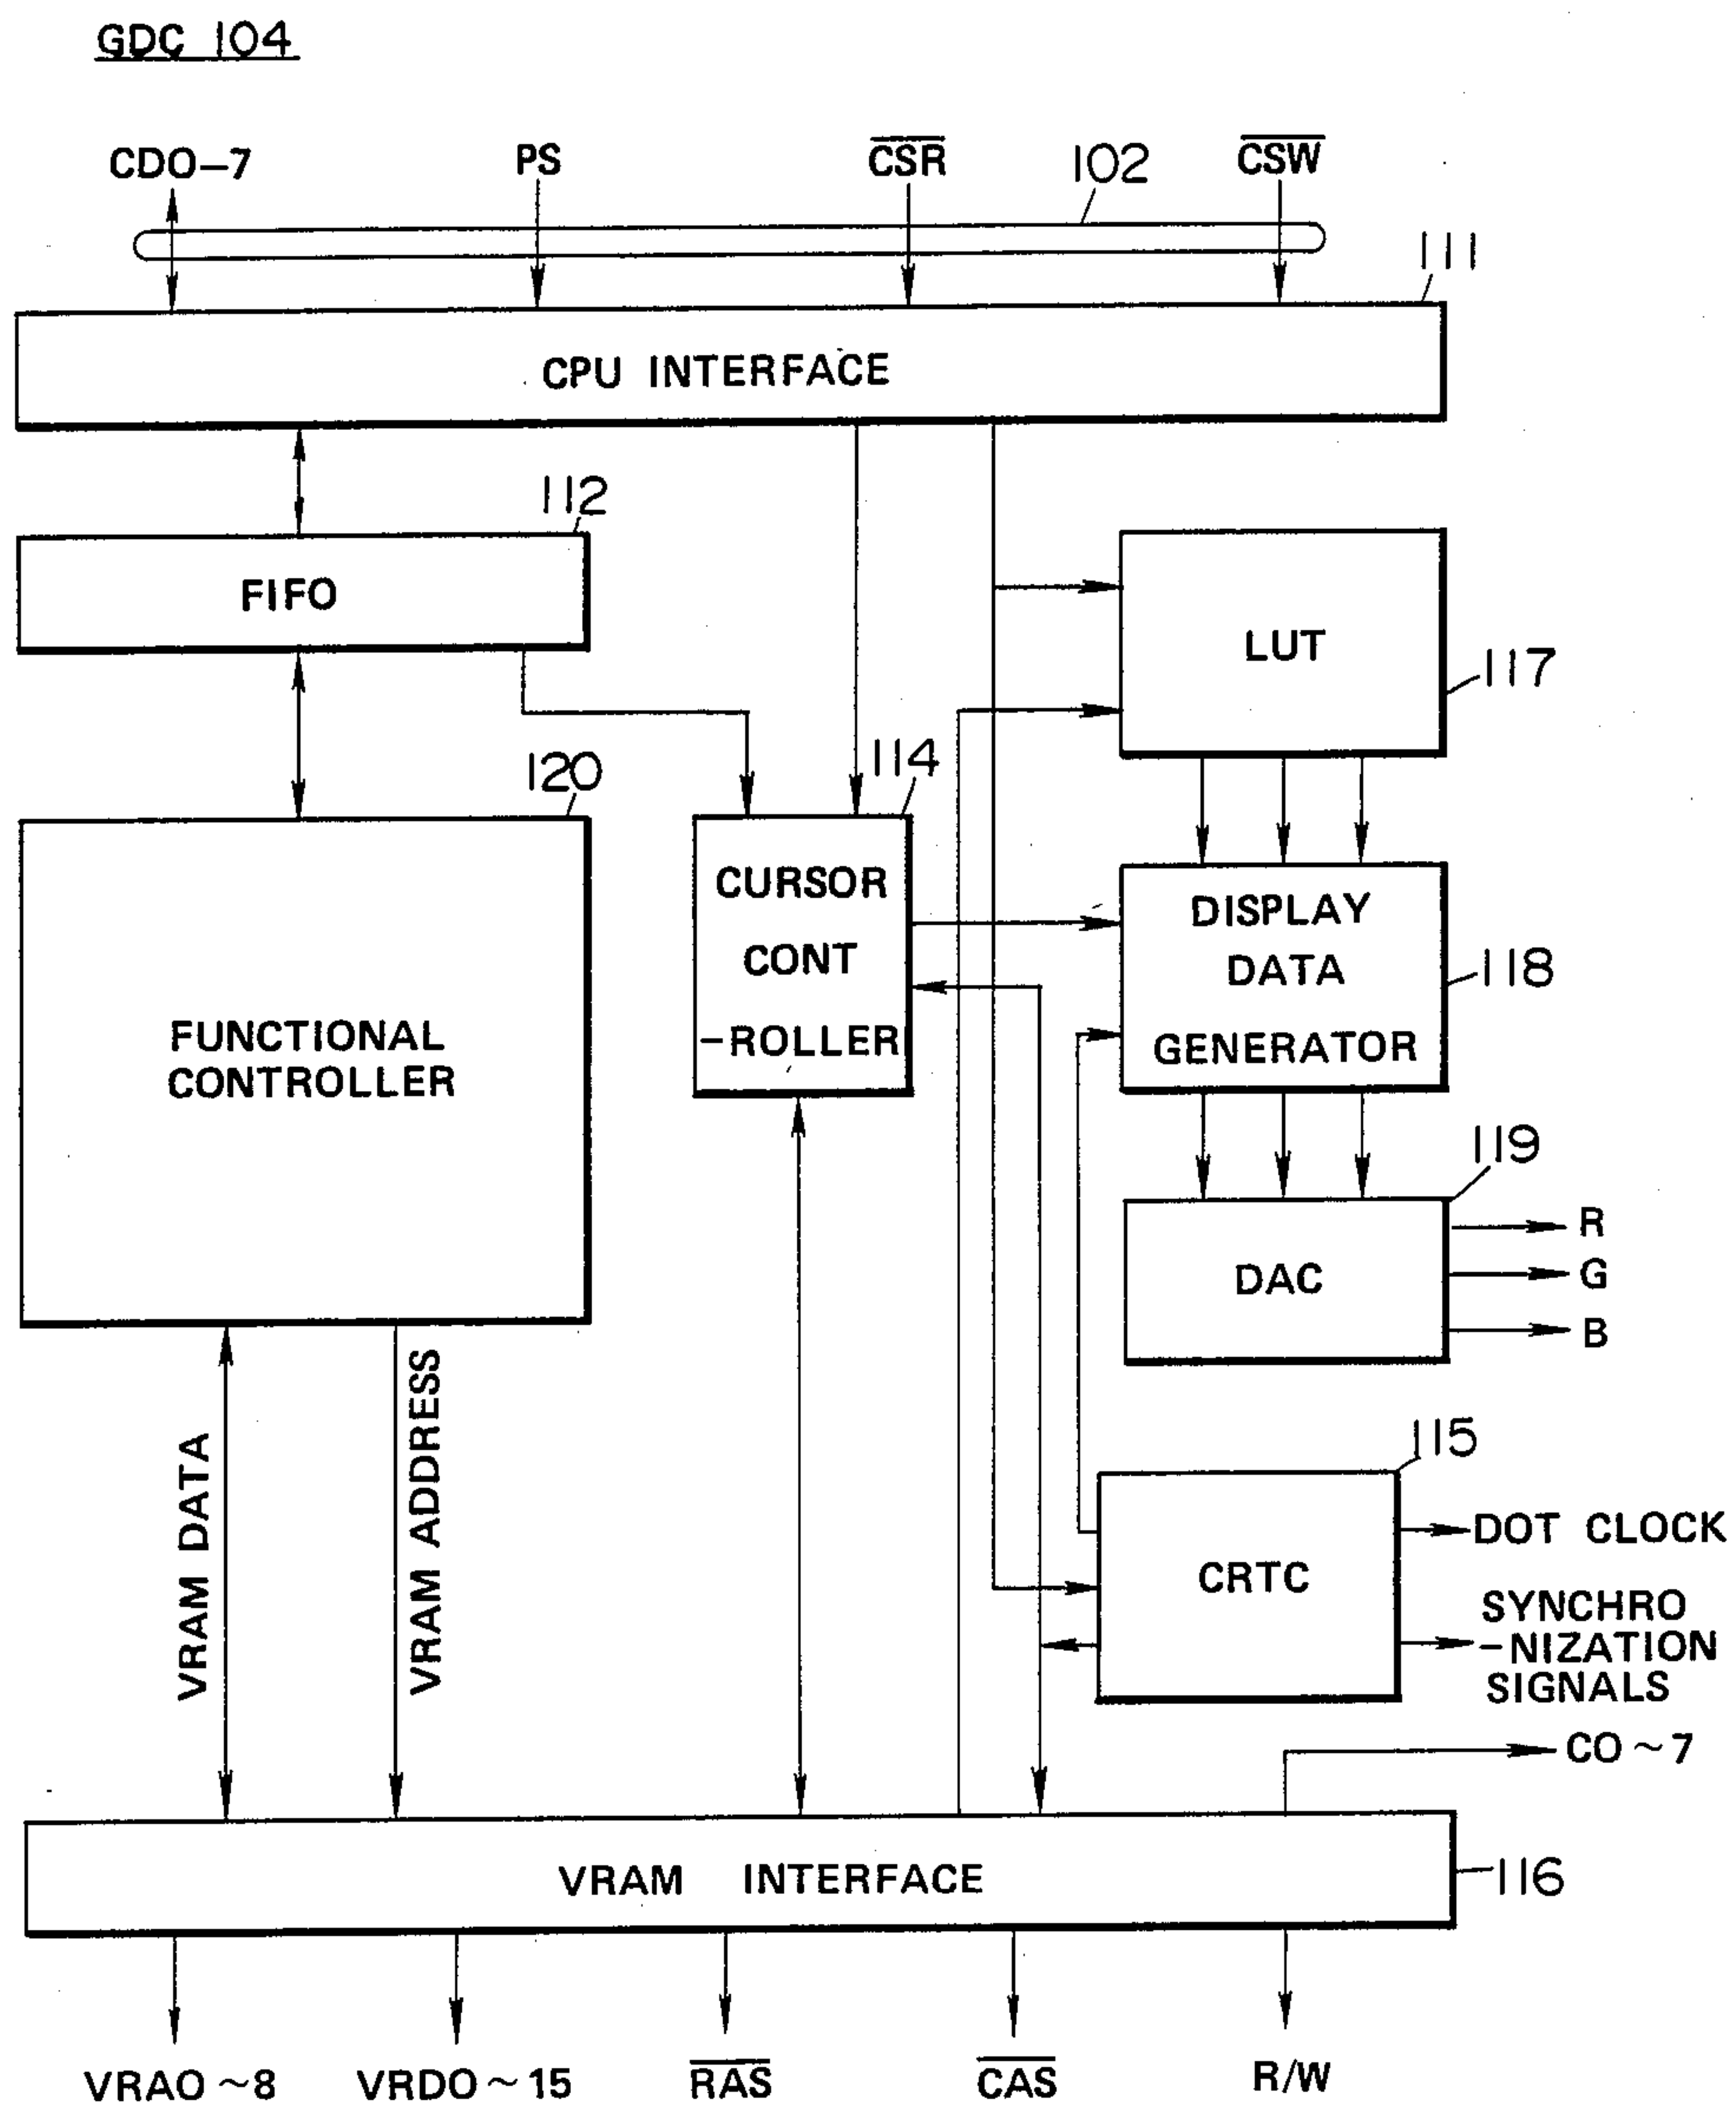 GDC 104
CDO-7 PS CSR 102 CSW
111
CPU INTERFACE
112
FIFO
LUT
117
120
114
CURSOR
CONT
-ROLLER
DISPLAY
DATA
GENERATOR
118
FUNCTIONAL
CONTROLLER
119
DAC
R
G
B
VRAM DATA
VRAM ADDRESS
115
CRTC
DOT CLOCK
SYNCHRO
-NIZATION
SIGNALS
CO~7
VRAM INTERFACE
116
VRAO~8 VRDO~15 RAS CAS R/W